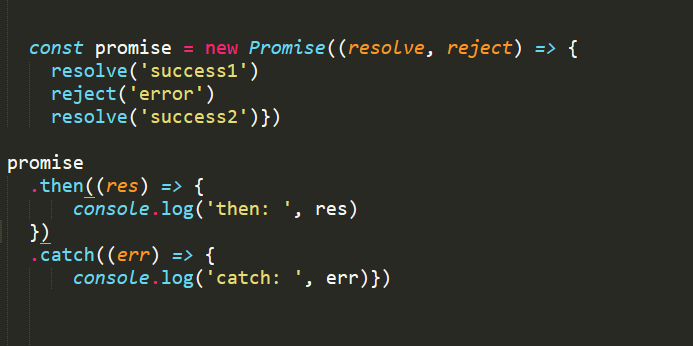 const promise = new Promise((resolve, reject) => {
resolve('success1')
reject('error')
resolve('success2')})
promise
.then((res) => {
console.log('then: ', res)
})
.catch((err) => {
console.log('catch: ', err)})